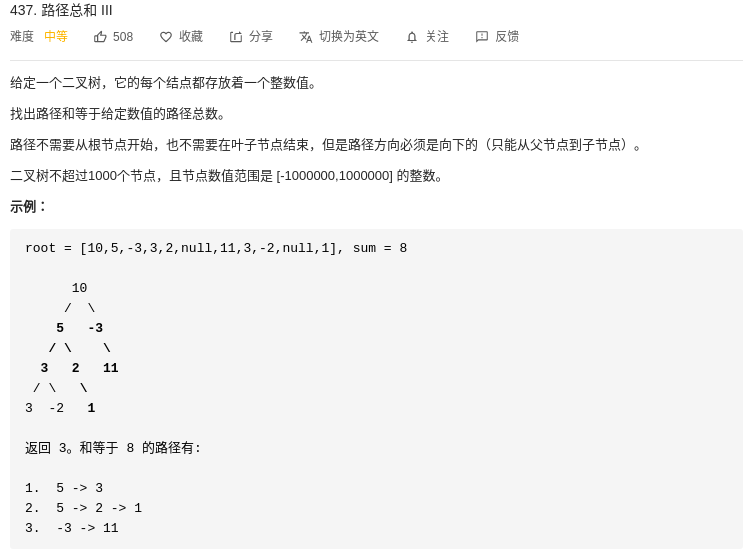 437. 路径总和 III
难度 中等 508 收藏 分享 切换为英文 关注 反馈
给定一个二叉树，它的每个结点都存放着一个整数值。
找出路径和等于给定数值的路径总数。
路径不需要从根节点开始，也不需要在叶子节点结束，但是路径方向必须是向下的（只能从父节点到子节点）。
二叉树不超过1000个节点，且节点数值范围是 [-1000000,1000000] 的整数。
示例：
root = [10,5,-3,3,2,null,11,3,-2,null,1], sum = 8
10
/ \
5 -3
/ \ \
3 2 11
/ \ \
3 -2 1
返回 3。和等于 8 的路径有:
1. 5 -> 3
2. 5 -> 2 -> 1
3. -3 -> 11